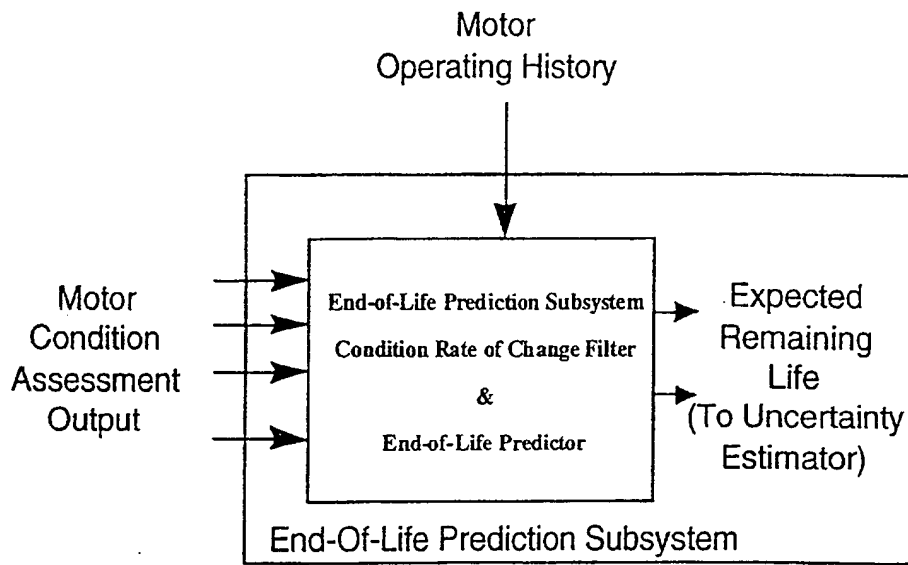 Motor
Operating History
Motor
Condition
Assessment
Output
End-of-Life Prediction Subsystem
Condition Rate of Change Filter
&
End-of-Life Predictor
Expected
Remaining
Life
(To Uncertainty
Estimator)
End-Of-Life Prediction Subsystem